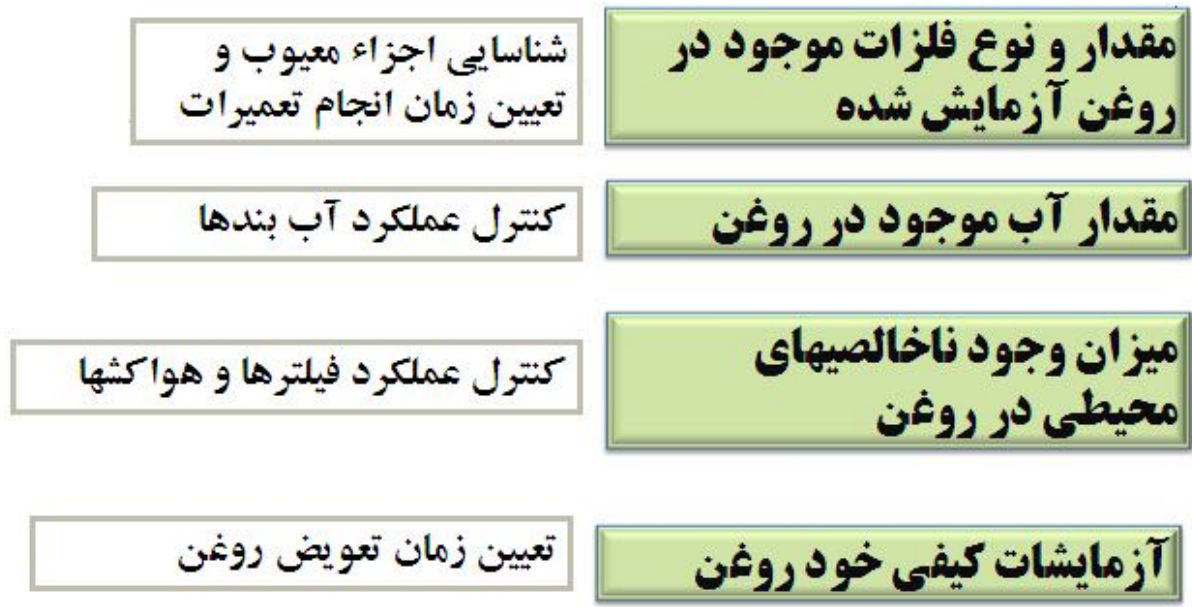 مقدار و نوع فلزات موجود در
روغن آزمایش شده
شناسایی اجزاء معیوب و
تعیین زمان انجام تعمیرات
مقدار آب موجود در روغن
کنترل عملکرد آب بندها
میزان وجود ناخالصیهای
محیطی در روغن
کنترل عملکرد فیلترها و هواکشها
آزمایشات کیفی خود روغن
تعیین زمان تعویض روغن